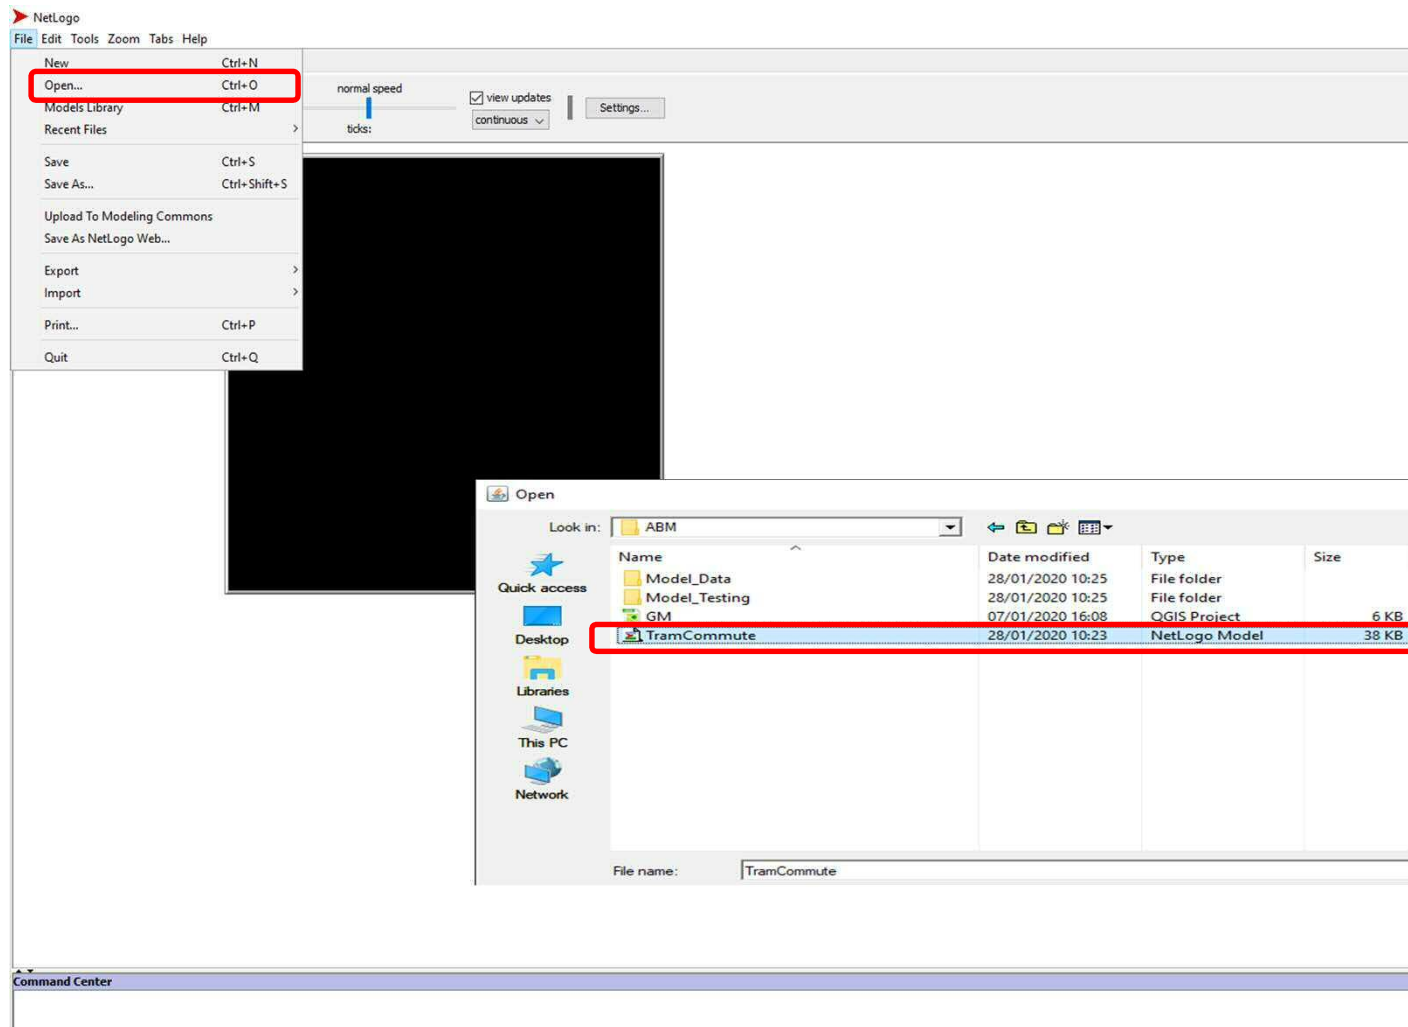 NetLogo
File Edit Tools Zoom Tabs Help
New Ctrl+N
Open... Ctrl+O
Models Library Ctrl+M
Recent Files
Save Ctrl+S
Save As... Ctrl+Shift+S
Upload To Modeling Commons
Save As NetLogo Web...
Export
Import
Print... Ctrl+P
Quit Ctrl+Q
normal speed
ticks:
view updates
continuous
Settings...
Open
Look in: ABM
Name Date modified Type Size
Model_Data 28/01/2020 10:25 File folder
Model_Testing 28/01/2020 10:25 File folder
GM 07/01/2020 16:08 QGIS Project 6 KB
TramCommute 28/01/2020 10:23 NetLogo Model 38 KB
Quick access
Desktop
Libraries
This PC
Network
File name: TramCommute
Command Center